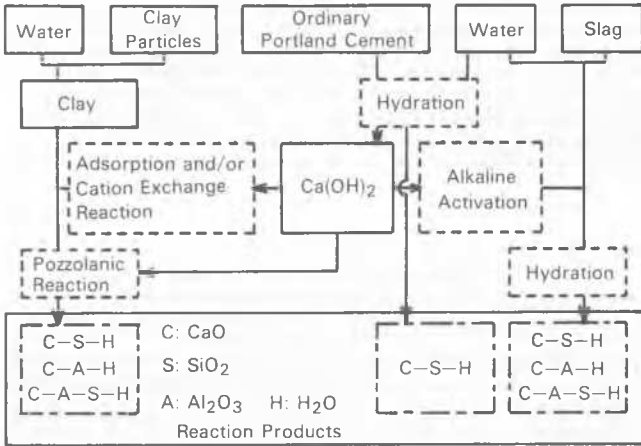 Water
Clay
Particles
Ordinary
Portland Cement
Water
Slag
Clay
Hydration
Adsorption and/or
Cation Exchange
Reaction
Ca(OH)₂
Alkaline
Activation
Pozzolanic
Reaction
Hydration
C–S–H
C–A–H
C–A–S–H
C: CaO
S: SiO₂
A: Al₂O₃ H: H₂O
Reaction Products
C–S–H
C–S–H
C–A–H
C–A–S–H